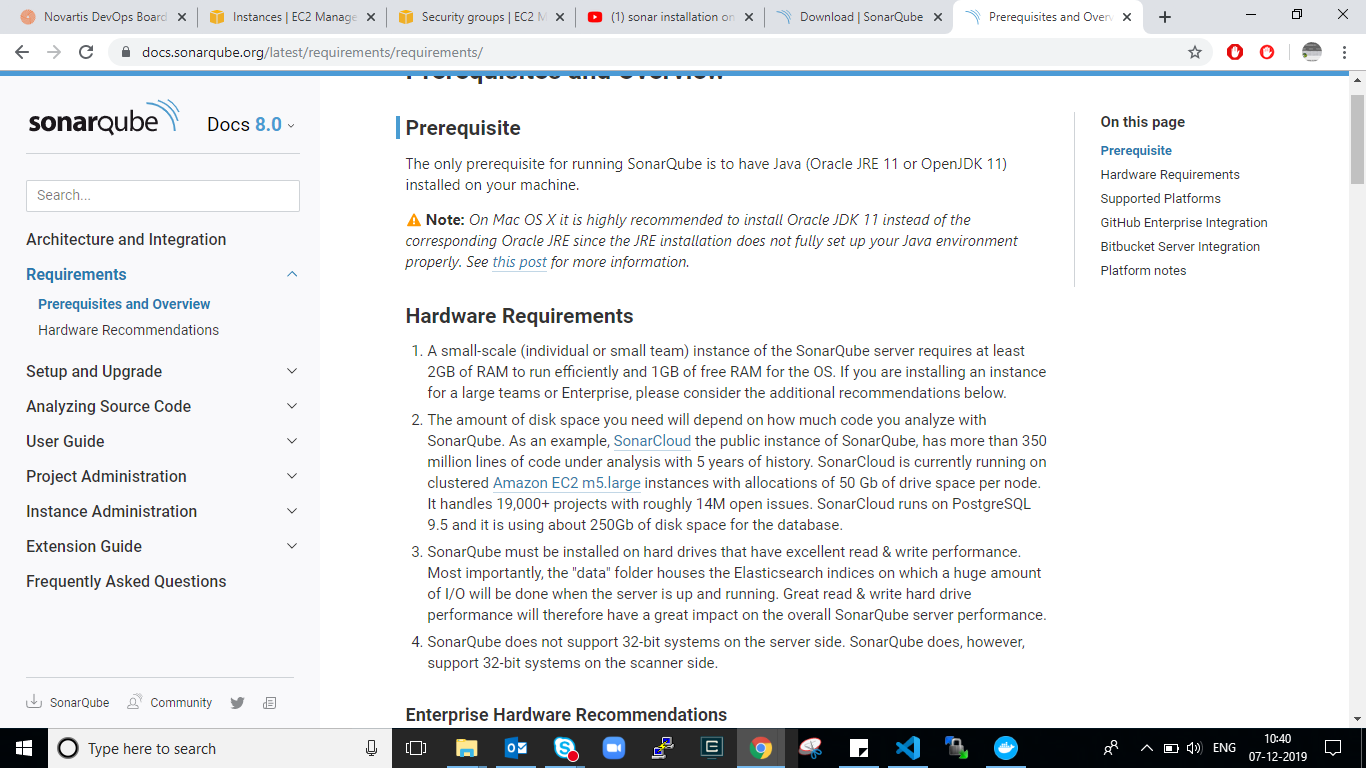 Novartis DevOps Board
Instances | EC2 Manage
Security groups | EC2 M
(1) sonar installation on
Download | SonarQube
Prerequisites and Over
docs.sonarqube.org/latest/requirements/requirements/
Prerequisites and Overview
sonarqube
Docs 8.0
Search...
Architecture and Integration
Requirements
Prerequisites and Overview
Hardware Recommendations
Setup and Upgrade
Analyzing Source Code
User Guide
Project Administration
Instance Administration
Extension Guide
Frequently Asked Questions
SonarQube
Community
Prerequisite
The only prerequisite for running SonarQube is to have Java (Oracle JRE 11 or OpenJDK 11)
installed on your machine.
Note: On Mac OS X it is highly recommended to install Oracle JDK 11 instead of the
corresponding Oracle JRE since the JRE installation does not fully set up your Java environment
properly. See this post for more information.
Hardware Requirements
1. A small-scale (individual or small team) instance of the SonarQube server requires at least
2GB of RAM to run efficiently and 1GB of free RAM for the OS. If you are installing an instance
for a large teams or Enterprise, please consider the additional recommendations below.
2. The amount of disk space you need will depend on how much code you analyze with
SonarQube. As an example, SonarCloud the public instance of SonarQube, has more than 350
million lines of code under analysis with 5 years of history. SonarCloud is currently running on
clustered Amazon EC2 m5.large instances with allocations of 50 Gb of drive space per node.
It handles 19,000+ projects with roughly 14M open issues. SonarCloud runs on PostgreSQL
9.5 and it is using about 250Gb of disk space for the database.
3. SonarQube must be installed on hard drives that have excellent read & write performance.
Most importantly, the "data" folder houses the Elasticsearch indices on which a huge amount
of I/O will be done when the server is up and running. Great read & write hard drive
performance will therefore have a great impact on the overall SonarQube server performance.
4. SonarQube does not support 32-bit systems on the server side. SonarQube does, however,
support 32-bit systems on the scanner side.
Enterprise Hardware Recommendations
On this page
Prerequisite
Hardware Requirements
Supported Platforms
GitHub Enterprise Integration
Bitbucket Server Integration
Platform notes
Type here to search
ENG
10:40
07-12-2019